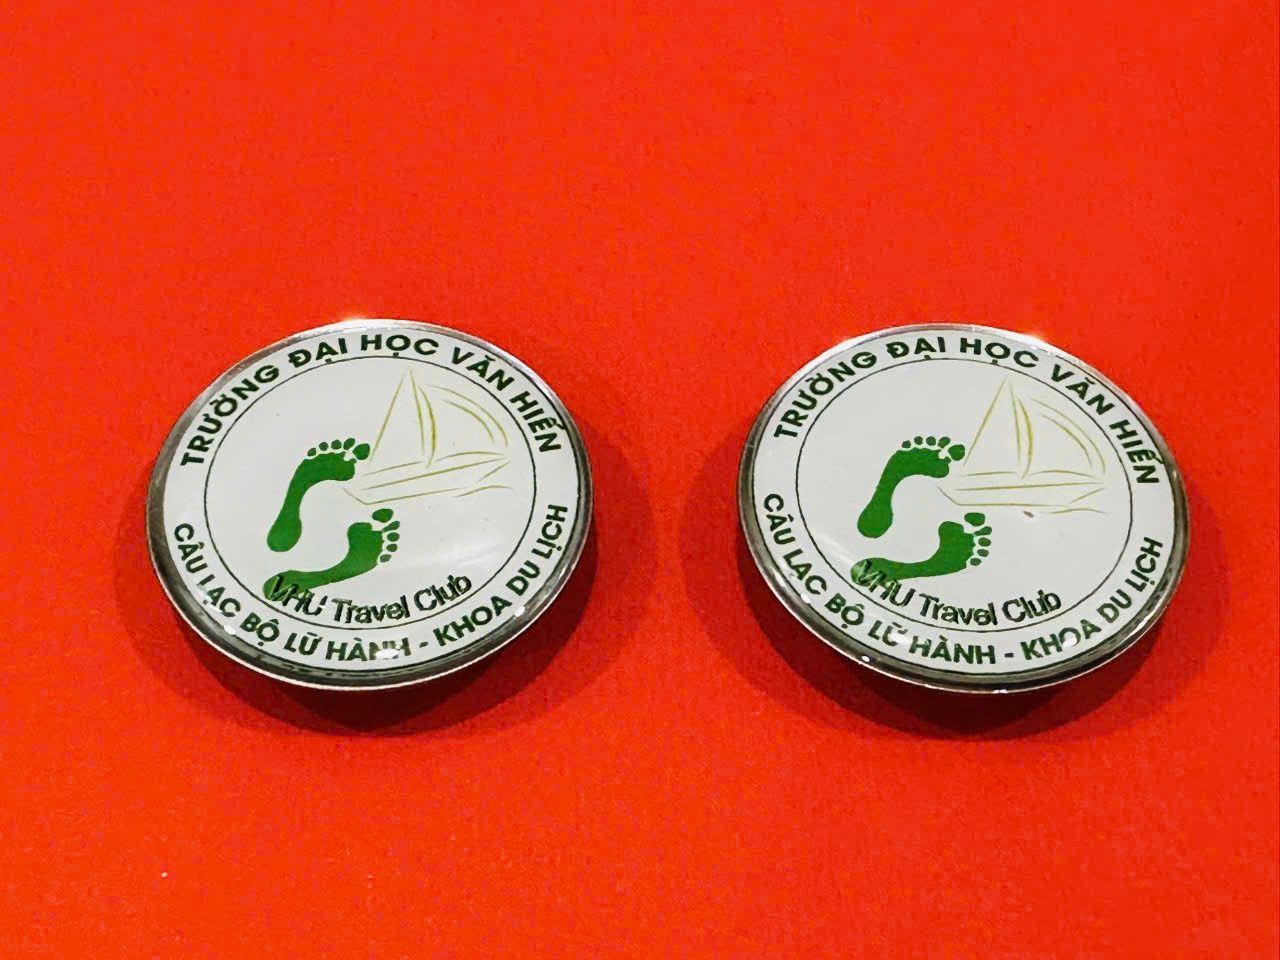 TRƯỜNG ĐẠI HỌC VĂN HIẾN
VHU Travel Club
CÂU LẠC BỘ LỮ HÀNH - KHOA DU LỊCH
TRƯỜNG ĐẠI HỌC VĂN HIẾN
VHU Travel Club
CÂU LẠC BỘ LỮ HÀNH - KHOA DU LỊCH